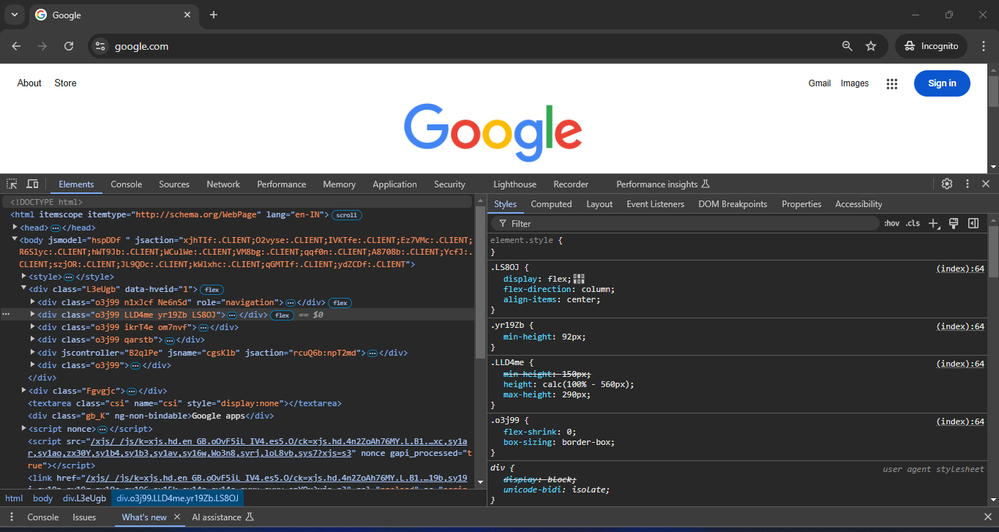 Google
google.com
Incognito
About Store
Gmail Images Sign in
Google
Elements Console Sources Network Performance Memory Application Security Lighthouse Recorder Performance insights
<!DOCTYPE html>
<html itemscope itemtype="http://schema.org/WebPage" lang="en-IN"> scroll
<head> … </head>
<body jsmodel="hspDDf " jsaction="xjhTIf:.CLIENT;O2vyse:.CLIENT;IVKTfe:.CLIENT;Ez7VMc:.CLIENT;
R6Slyc:.CLIENT;hWT9Jb:.CLIENT;WCulWe:.CLIENT;VM8bg:.CLIENT;qqf0n:.CLIENT;A8708b:.CLIENT;YcfJ:.
CLIENT;szjOR:.CLIENT;JL9QDc:.CLIENT;kWlxhc:.CLIENT;qGMTIf:.CLIENT;ydZCDf:.CLIENT">
<style> … </style>
<div class="L3eUgb" data-hveid="1"> flex
<div class="o3j99 n1xJcf Ne6nSd" role="navigation"> … </div> flex
<div class="o3j99 LLD4me yr19Zb LS8OJ"> … </div> flex == $0
<div class="o3j99 ikrT4e om7nvf"> … </div>
<div class="o3j99 qarstb"> … </div>
<div jscontroller="B2qlPe" jsname="cgsKlb" jsaction="rcuQ6b:npT2md"> … </div>
<div class="o3j99"> … </div>
</div>
<div class="Fgvgjc"> … </div>
<textarea class="csi" name="csi" style="display:none"></textarea>
<div class="gb_K" ng-non-bindable>Google apps</div>
<script nonce> … </script>
<script src="/xjs/_/js/k=xjs.hd.en_GB.oOvF5iL_IV4.es5.O/ck=xjs.hd.4n2ZoAh76MY.L.B1.…xc,sy1a
r,sy1ao,zx30Y,sy1b4,sy1b3,sy1av,sy16w,Wo3n8,syrj,loL8vb,sys7?xjs=s3" nonce gapi_processed="t
rue"></script>
<link href="/xjs/_/js/k=xjs.hd.en_GB.oOvF5iL_IV4.es5.O/ck=xjs.hd.4n2ZoAh76MY.L.B1.…19b,sy19
html body div.L3eUgb div.o3j99.LLD4me.yr19Zb.LS8OJ
Styles Computed Layout Event Listeners DOM Breakpoints Properties Accessibility
Filter :hov .cls
element.style {
}
.LS8OJ { (index):64
display: flex;
flex-direction: column;
align-items: center;
}
.yr19Zb { (index):64
min-height: 92px;
}
.LLD4me { (index):64
min-height: 150px;
height: calc(100% - 560px);
max-height: 290px;
}
.o3j99 { (index):64
flex-shrink: 0;
box-sizing: border-box;
}
div { user agent stylesheet
display: block;
unicode-bidi: isolate;
}
Console Issues What's new AI assistance